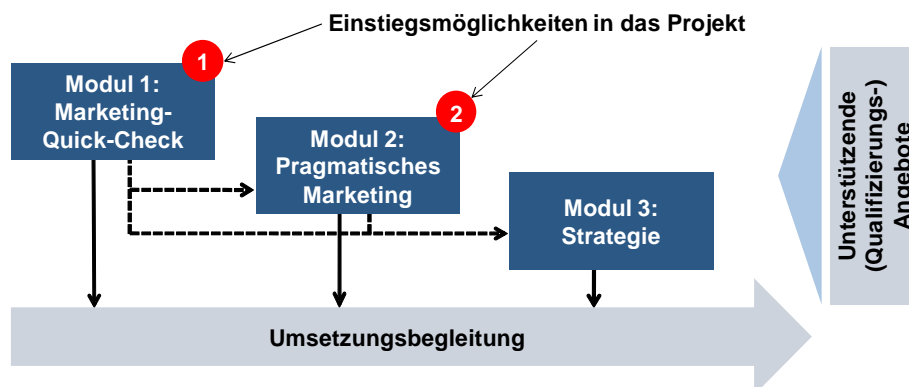 Einstiegsmöglichkeiten in das Projekt
1
Modul 1:
Marketing-
Quick-Check
2
Modul 2:
Pragmatisches
Marketing
Modul 3:
Strategie
Umsetzungsbegleitung
Unterstützende
(Qualifizierungs-)
Angebote